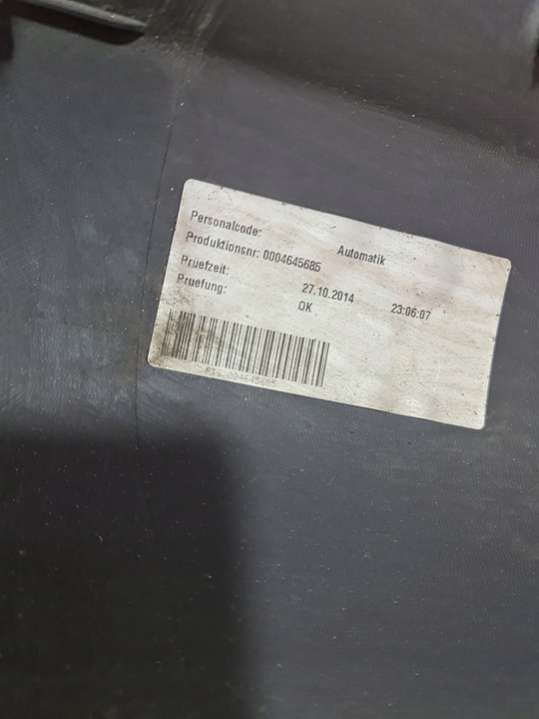 Personalcode: Automatik
Produktionsnr: 0004645685
Pruefzeit: 27.10.2014 23:06:07
Pruefung: OK